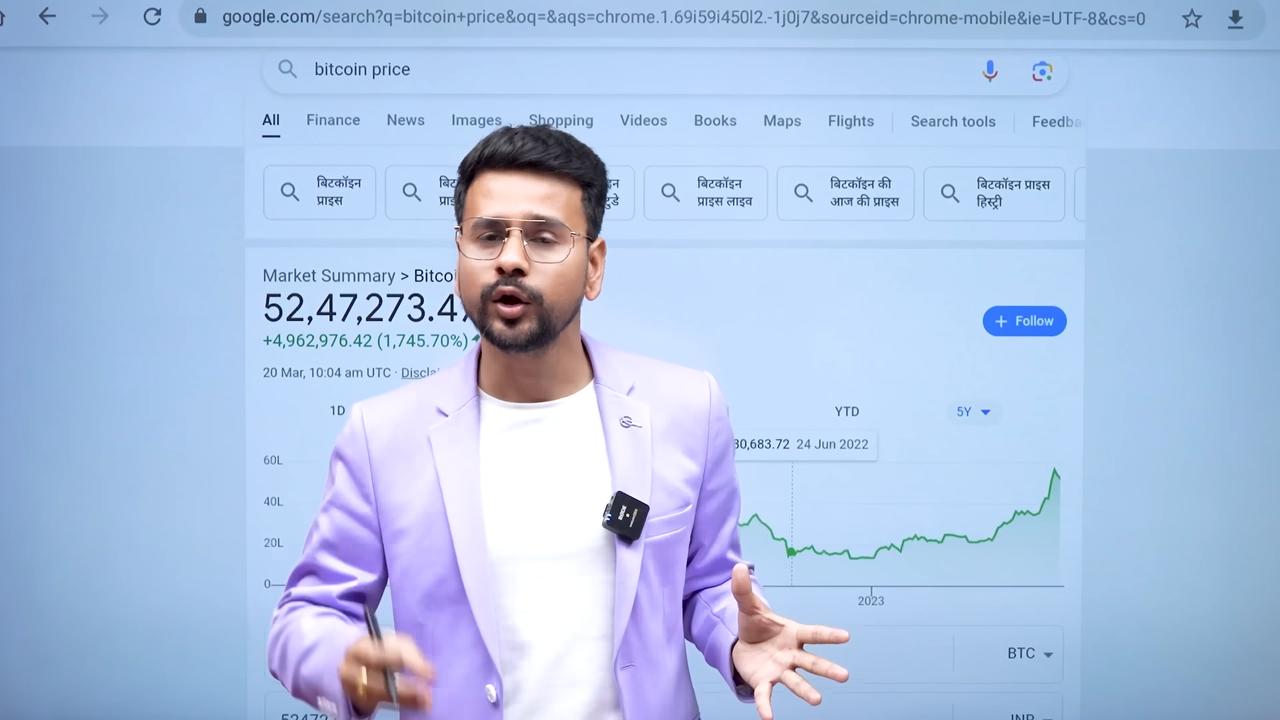 google.com/search?q=bitcoin+price&oq=&aqs=chrome.1.69i59i450l2.-1j0j7&sourceid=chrome-mobile&ie=UTF-8&cs=0
bitcoin price
All Finance News Images Shopping Videos Books Maps Flights Search tools
बिटकॉइन
प्राइस
बिटकॉइन
प्राइस लाइव
बिटकॉइन की
आज की प्राइस
बिटकॉइन प्राइस
हिस्ट्री
Market Summary >
52,47,273.47
+4,962,976.42 (1,745.70%)
+ Follow
20 Mar, 10:04 am UTC ·
1D YTD 5Y
30,683.72 24 Jun 2022
60L
40L
20L
0
2023
BTC
INR